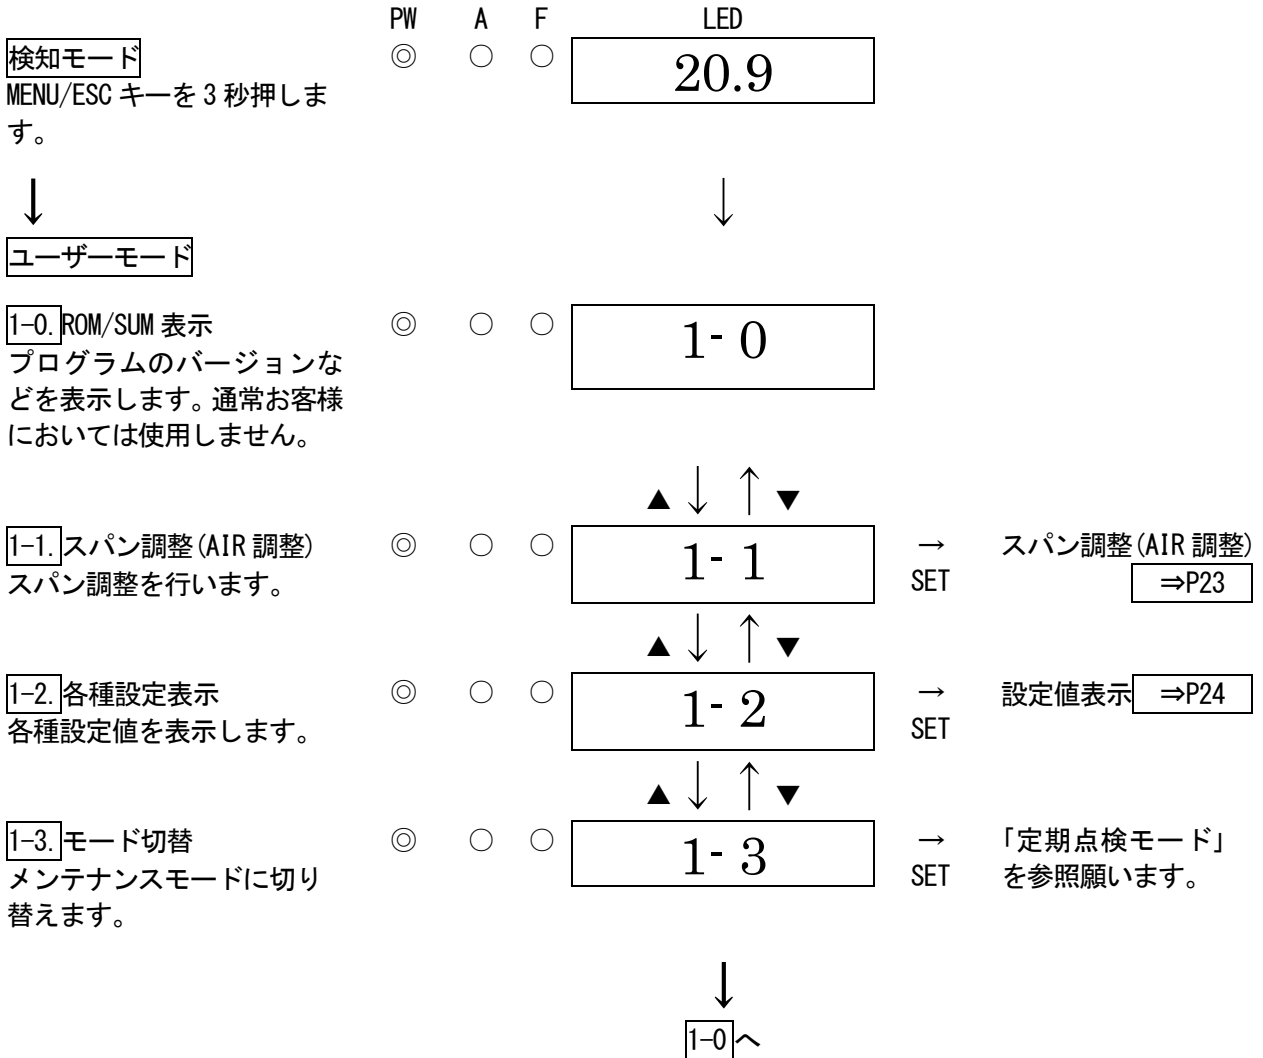 PW A F LED
検知モード ◎ ○ ○ 20.9
MENU/ESC キーを 3 秒押しま
す。
↓ ↓
ユーザーモード
1-0. ROM/SUM 表示 ◎ ○ ○ 1- 0
プログラムのバージョンな
どを表示します。通常お客様
においては使用しません。
▲ ↓ ↑ ▼
1-1. スパン調整(AIR 調整) ◎ ○ ○ 1- 1 → スパン調整(AIR 調整)
スパン調整を行います。 SET ⇒P23
▲ ↓ ↑ ▼
1-2. 各種設定表示 ◎ ○ ○ 1- 2 → 設定値表示 ⇒P24
各種設定値を表示します。 SET
▲ ↓ ↑ ▼
1-3. モード切替 ◎ ○ ○ 1- 3 → 「定期点検モード」
メンテナンスモードに切り SET を参照願います。
替えます。
↓
1-0 へ